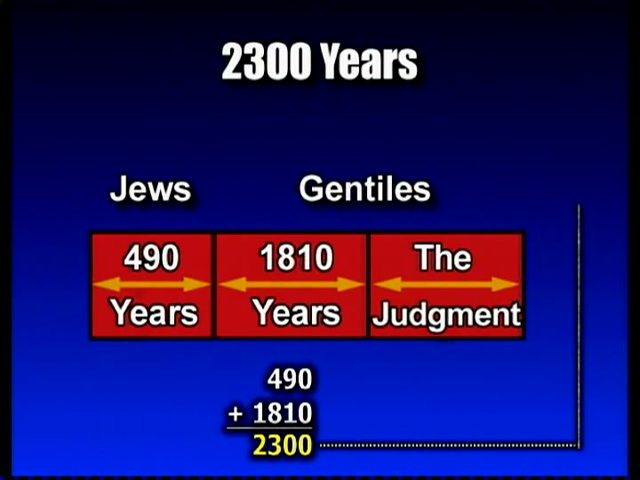 2300 Years
Jews Gentiles
490 1810 The
Years Years Judgment
490
+ 1810
2300